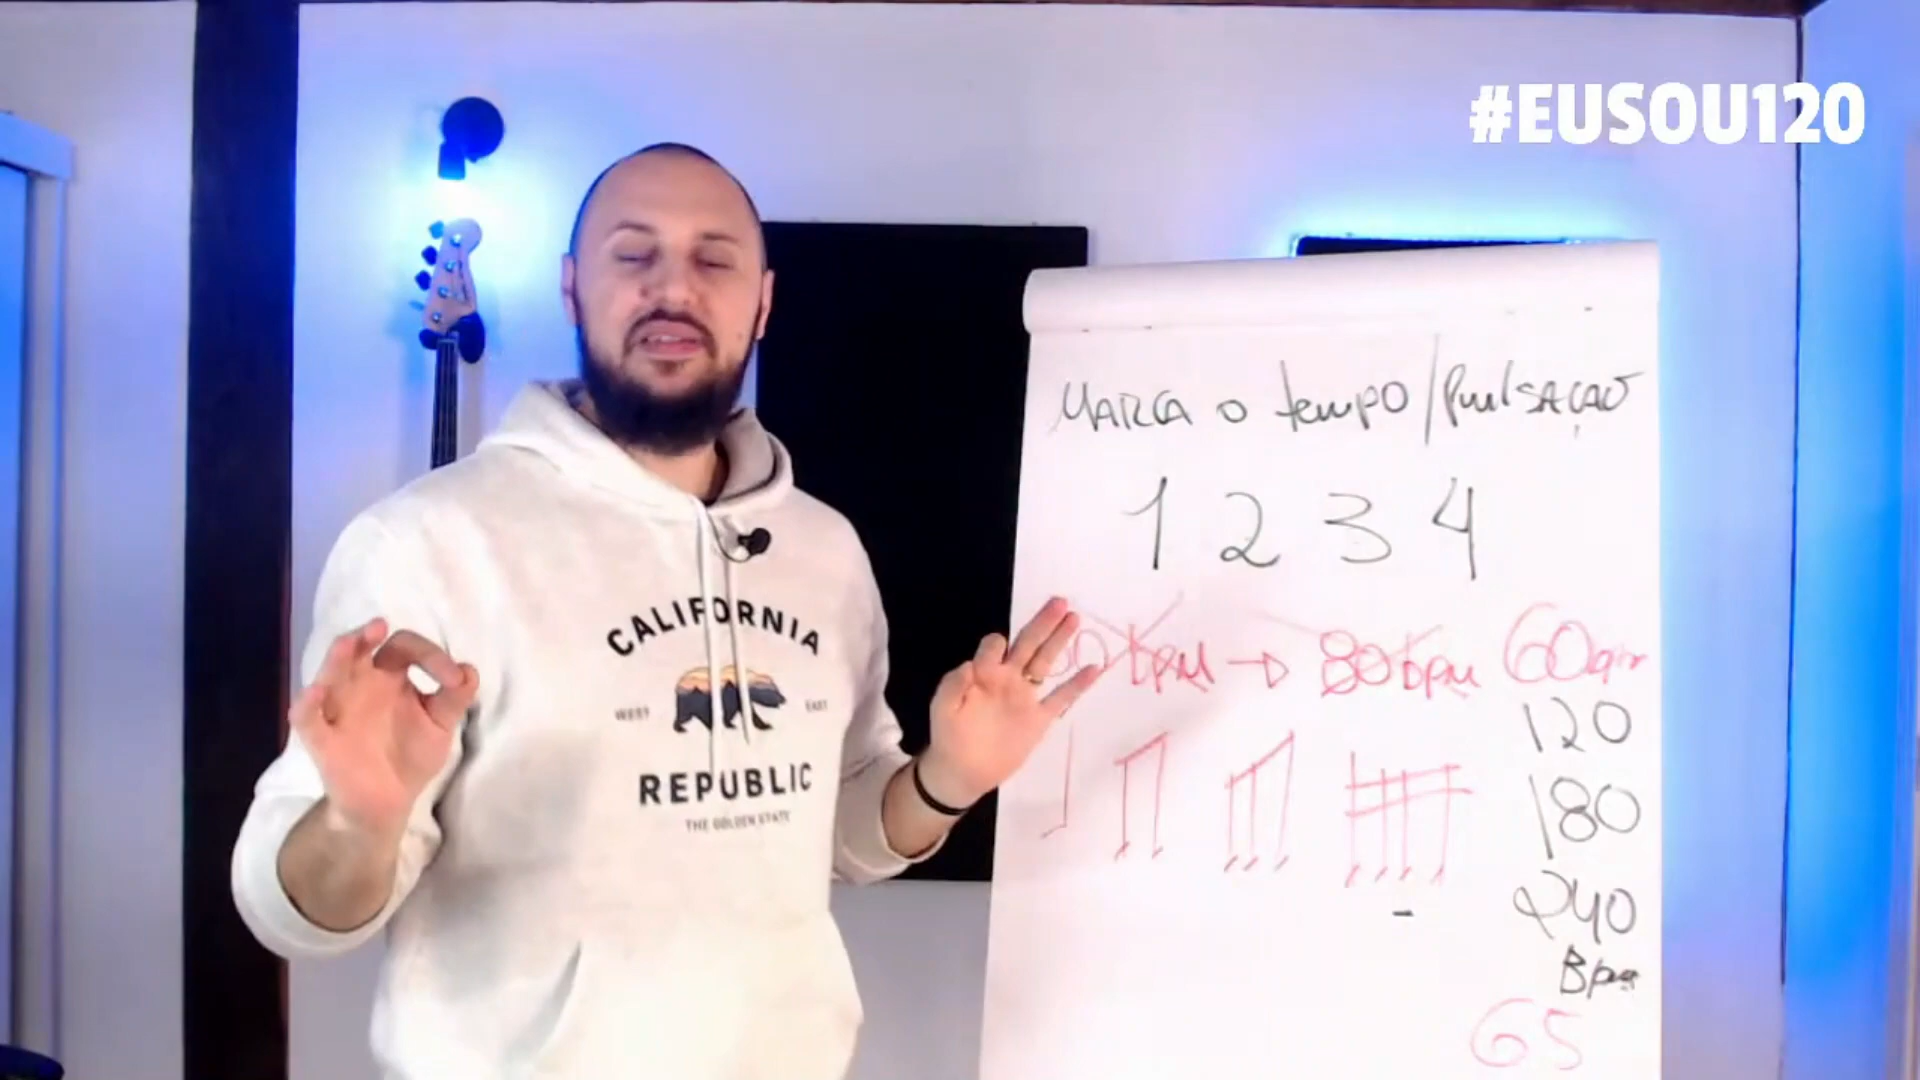 #EUSOU120
MARCA o tempo/PulSAÇÃO
1 2 3 4
bpm → 80 bpm 60
120
180
240
Bpm
65
CALIFORNIA
WEST EAST
REPUBLIC
THE GOLDEN STATE